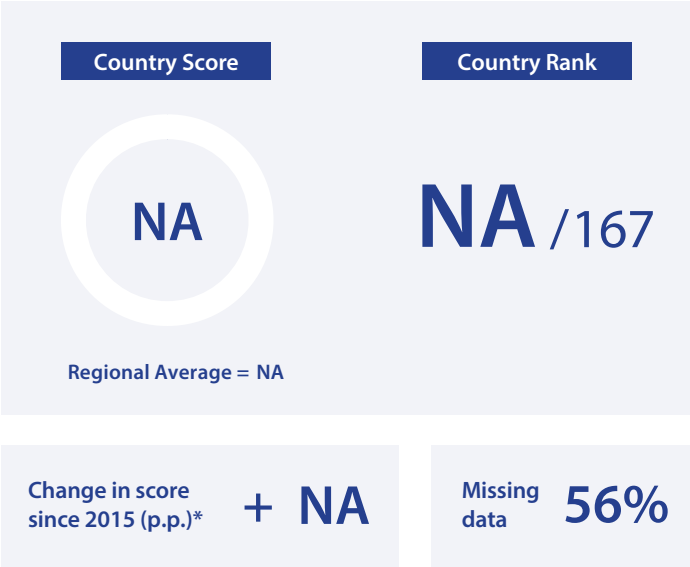 Country Score
Country Rank
NA
NA /167
Regional Average = NA
Change in score
since 2015 (p.p.)*
+ NA
Missing
data
56%